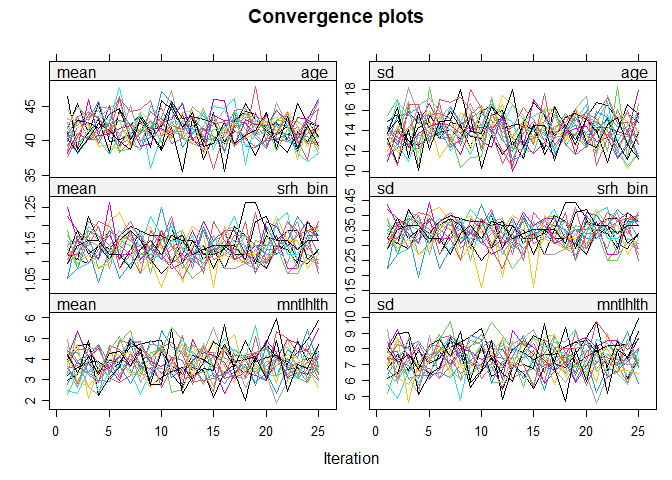 Convergence plots
mean age
sd age
35 40 45
10 12 14 16 18
mean srh_bin
sd srh_bin
1.05 1.15 1.25
0.15 0.25 0.35 0.45
mean mntlhlth
sd mntlhlth
2 3 4 5 6
5 6 7 8 9 10
0 5 10 15 20 25
0 5 10 15 20 25
Iteration